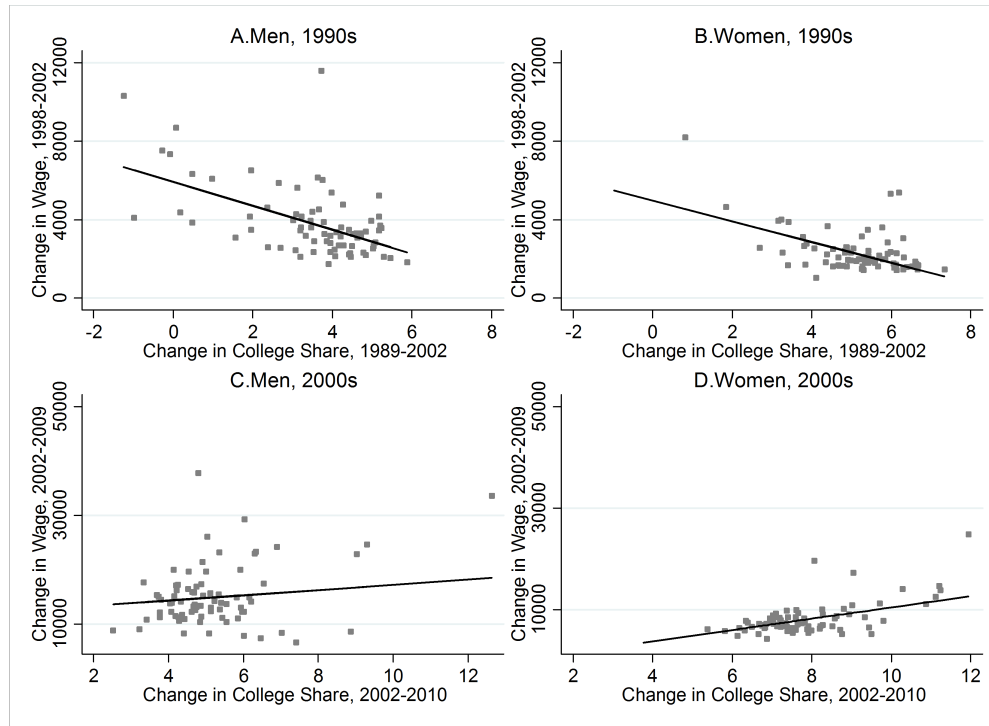 A.Men, 1990s
Change in Wage, 1998-2002
12000
8000
4000
0
-2 0 2 4 6 8
Change in College Share, 1989-2002
B.Women, 1990s
Change in Wage, 1998-2002
12000
8000
4000
0
-2 0 2 4 6 8
Change in College Share, 1989-2002
C.Men, 2000s
Change in Wage, 2002-2009
50000
30000
10000
2 4 6 8 10 12
Change in College Share, 2002-2010
D.Women, 2000s
Change in Wage, 2002-2009
50000
30000
10000
2 4 6 8 10 12
Change in College Share, 2002-2010